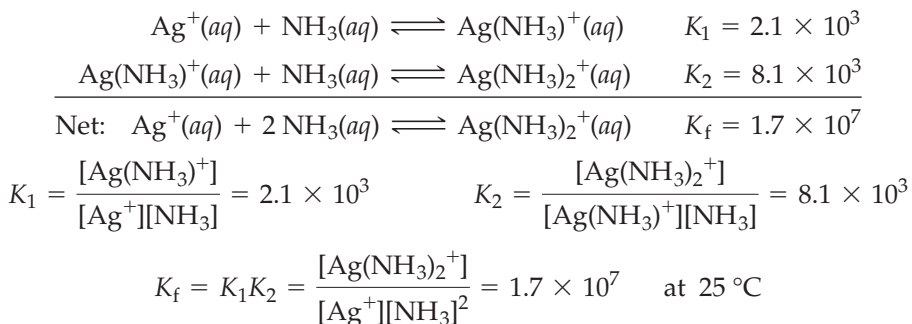 Ag⁺(aq) + NH₃(aq) ⇌ Ag(NH₃)⁺(aq) K₁ = 2.1 × 10³
Ag(NH₃)⁺(aq) + NH₃(aq) ⇌ Ag(NH₃)₂⁺(aq) K₂ = 8.1 × 10³
Net: Ag⁺(aq) + 2 NH₃(aq) ⇌ Ag(NH₃)₂⁺(aq) K_f = 1.7 × 10⁷
K₁ = [Ag(NH₃)⁺] / [Ag⁺][NH₃] = 2.1 × 10³ K₂ = [Ag(NH₃)₂⁺] / [Ag(NH₃)⁺][NH₃] = 8.1 × 10³
K_f = K₁K₂ = [Ag(NH₃)₂⁺] / [Ag⁺][NH₃]² = 1.7 × 10⁷ at 25 °C